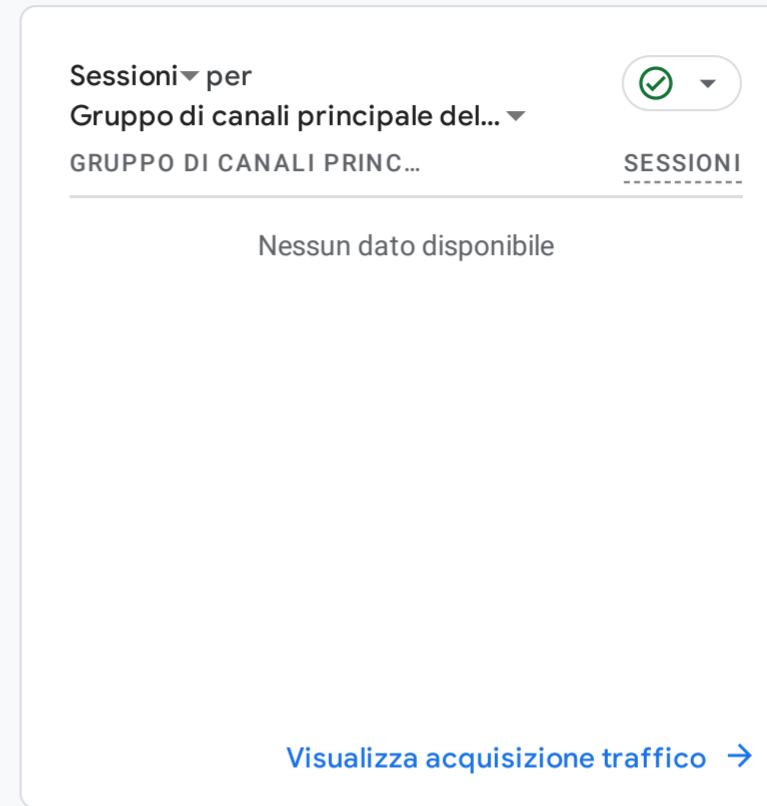 Sessioni per
Gruppo di canali principale del...
GRUPPO DI CANALI PRINC... SESSIONI
Nessun dato disponibile
Visualizza acquisizione traffico